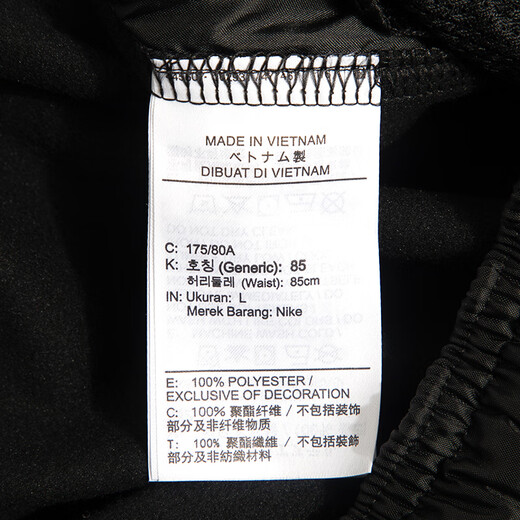 MADE IN VIETNAM
ベトナム製
DIBUAT DI VIETNAM
C: 175/80A
K: 호칭 (Generic): 85
허리둘레 (Waist): 85cm
IN: Ukuran: L
Merek Barang: Nike
E: 100% POLYESTER /
EXCLUSIVE OF DECORATION
C: 100% 聚酯纤维 / 不包括装饰
部分及非纤维物质
T: 100% 聚酯纖維 / 不包括裝飾
部分及非紡織材料